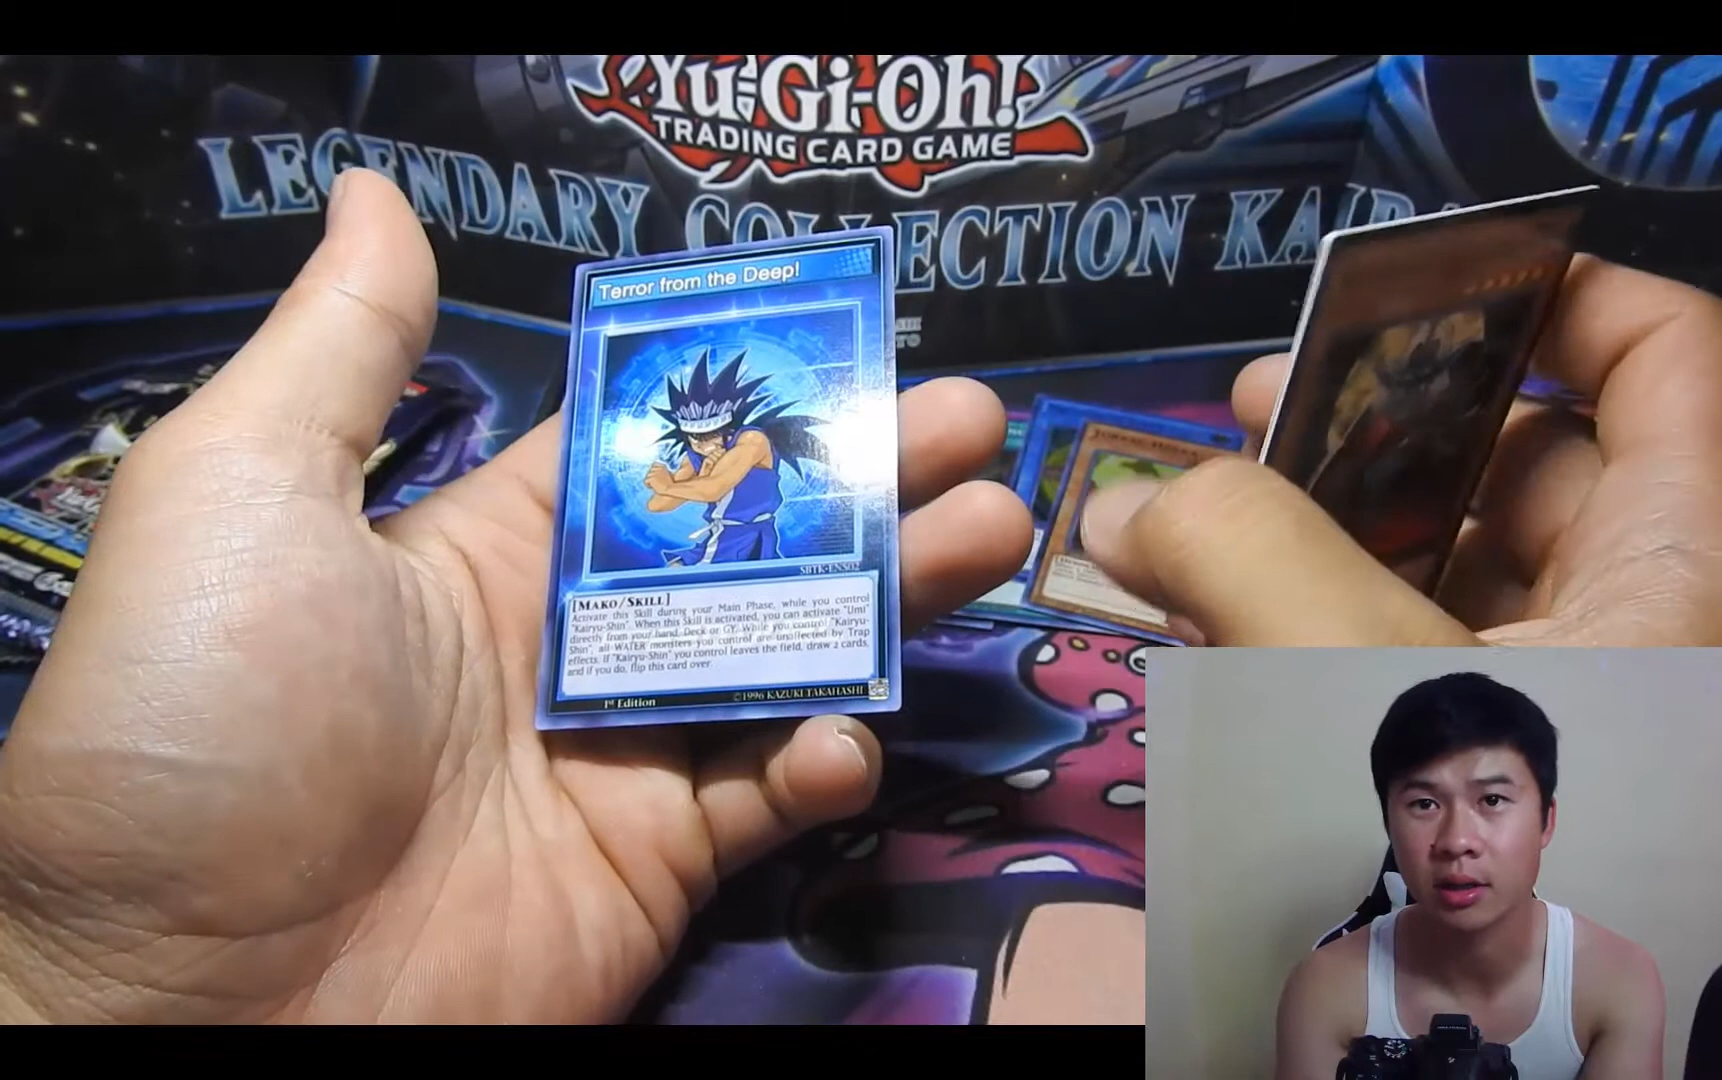 Yu-Gi-Oh!
TRADING CARD GAME
LEGENDARY COLLECTION KAIBA
Terror from the Deep!
SBTK-ENS02
[MAKO/SKILL]
Activate this Skill during your Main Phase, while you control
"Kairyu-Shin". When this Skill is activated, you can activate "Umi"
directly from your hand, Deck or GY. While you control "Kairyu-
Shin", all WATER monsters you control are unaffected by Trap
effects. If "Kairyu-Shin" you control leaves the field, draw 2 cards,
and if you do, flip this card over.
1st Edition
©1996 KAZUKI TAKAHASHI